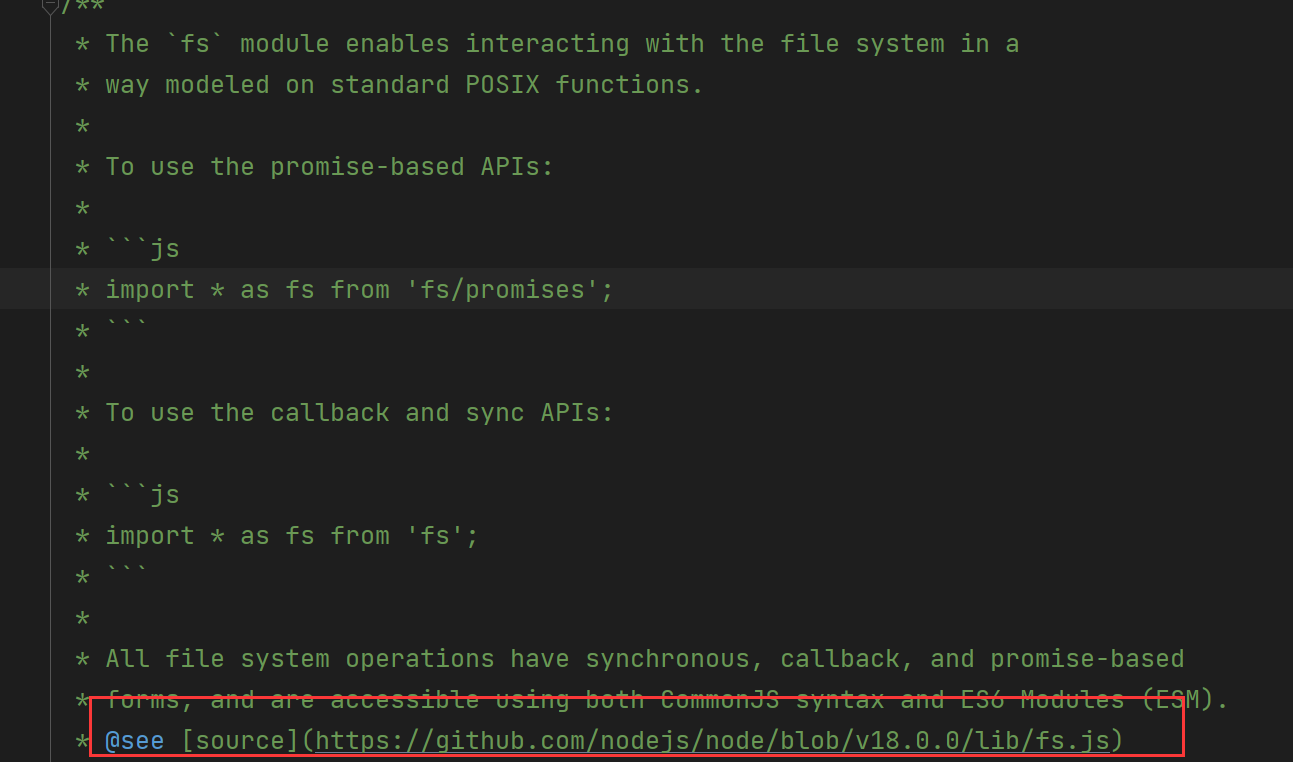 /**
* The `fs` module enables interacting with the file system in a
* way modeled on standard POSIX functions.
*
* To use the promise-based APIs:
*
* ```js
* import * as fs from 'fs/promises';
* ```
*
* To use the callback and sync APIs:
*
* ```js
* import * as fs from 'fs';
* ```
*
* All file system operations have synchronous, callback, and promise-based
* forms, and are accessible using both CommonJS syntax and ES6 Modules (ESM).
* @see [source](https://github.com/nodejs/node/blob/v18.0.0/lib/fs.js)